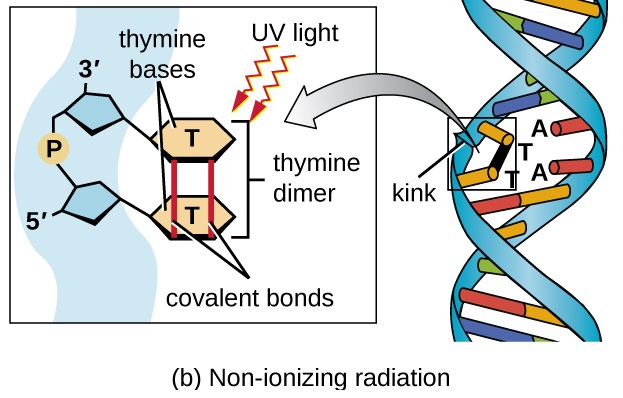 UV light
thymine
bases
3′
P
T
T
5′
thymine
dimer
covalent bonds
kink
A
T
A
T
(b) Non-ionizing radiation